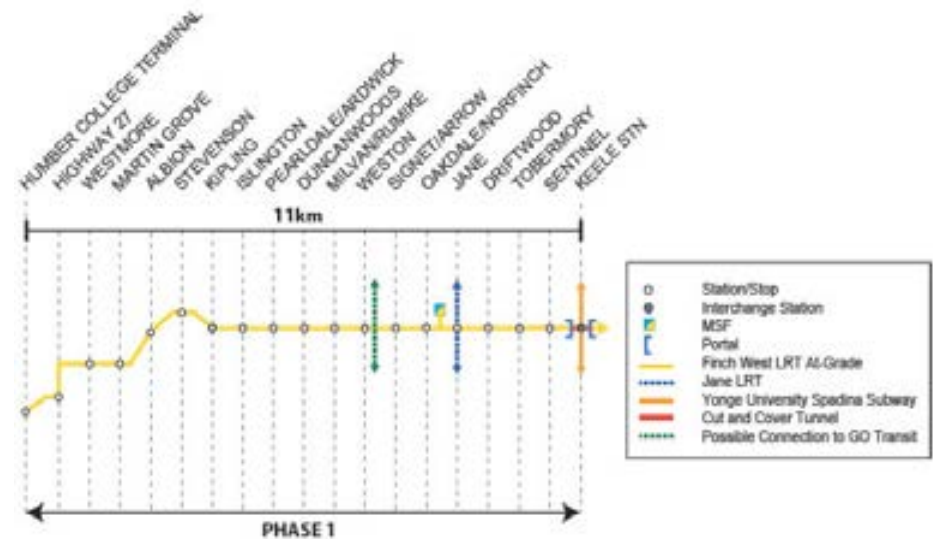 HUMBER COLLEGE TERMINAL
HIGHWAY 27
WESTMORE
MARTIN GROVE
ALBION
STEVENSON
KIPLING
ISLINGTON
PEARLDALE/ARDWICK
DUNCANWOODS
MILVAN/RUMIKE
WESTON
SIGNET/ARROW
OAKDALE/NORFINCH
JANE
DRIFTWOOD
TOBERMORY
SENTINEL
KEELE STN
11km
Station/Stop
Interchange Station
MSF
Portal
Finch West LRT At-Grade
Jane LRT
Yonge University Spadina Subway
Cut and Cover Tunnel
Possible Connection to GO Transit
PHASE 1